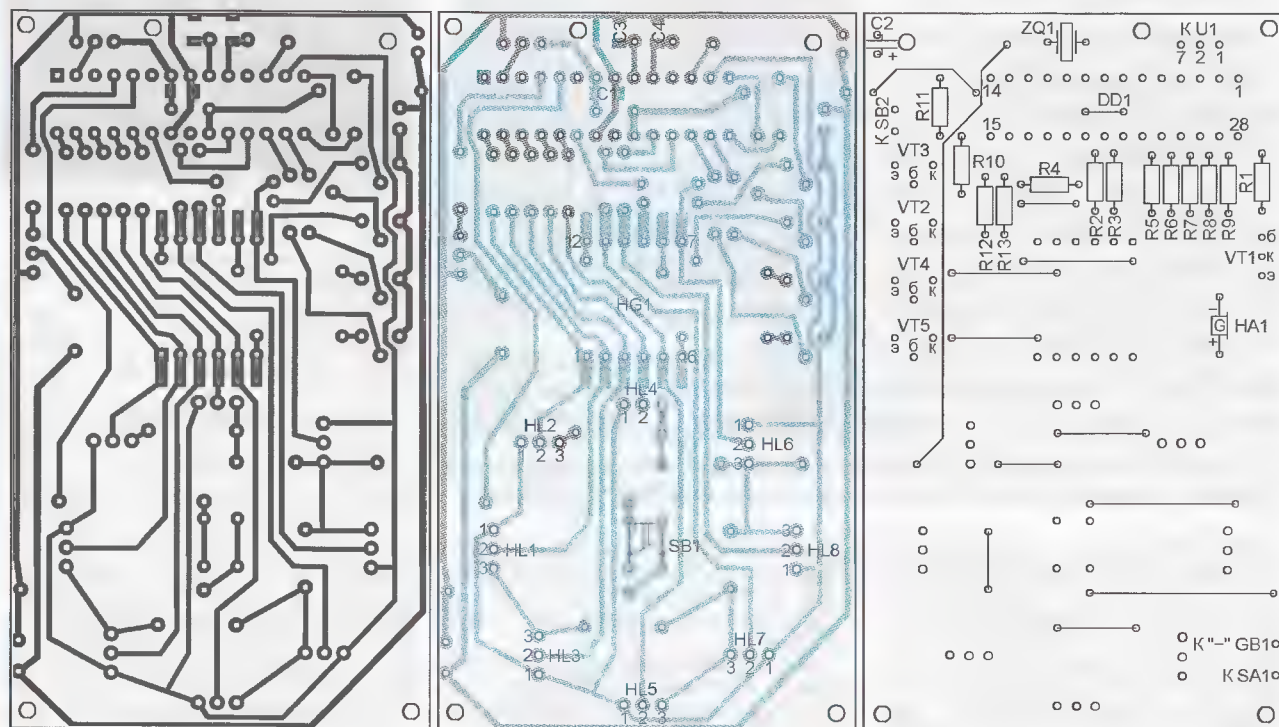 C3
C4
C1
12
7
HG1
1
6
HL4
1 2
HL2
1 2 3
1
2 HL6
3
1
2 HL1
3
SB1
3
2 HL8
1
3
2 HL3
1
HL7
3 2 1
HL5
1 2 3
C2
+
ZQ1
К U1
7 2 1
К SB2
R11
14
1
DD1
15
28
VT3
э б к
R10
R4
R12
R13
R2
R3
R5
R6
R7
R8
R9
R1
VT2
э б к
VT4
э б к
VT5
э б к
б
VT1 к
э
−
G HA1
+
К "−" GB1
К SA1